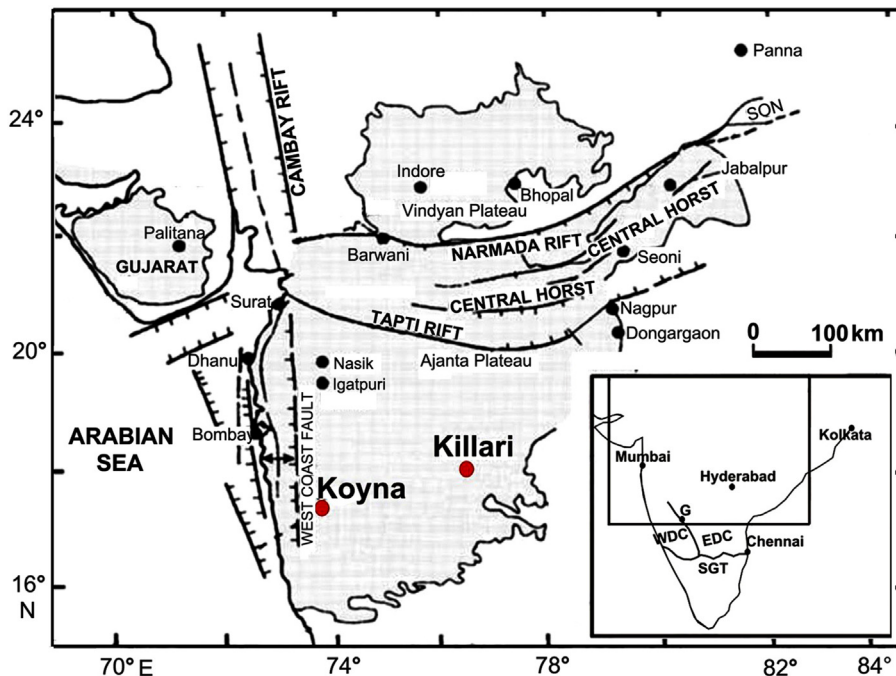 Panna
24°
SON
CAMBAY RIFT
Indore
Bhopal
Jabalpur
Vindyan Plateau
Palitana
GUJARAT
Barwani
NARMADA RIFT
CENTRAL HORST
Seoni
Surat
CENTRAL HORST
Nagpur
TAPTI RIFT
Dongargaon
0 100 km
20°
Dhanu
Nasik
Ajanta Plateau
Igatpuri
ARABIAN
SEA
Bombay
WEST COAST FAULT
Killari
Koyna
Kolkata
Mumbai
Hyderabad
G
WDC
EDC
Chennai
SGT
16°
N
70° E
74°
78°
82°
84°